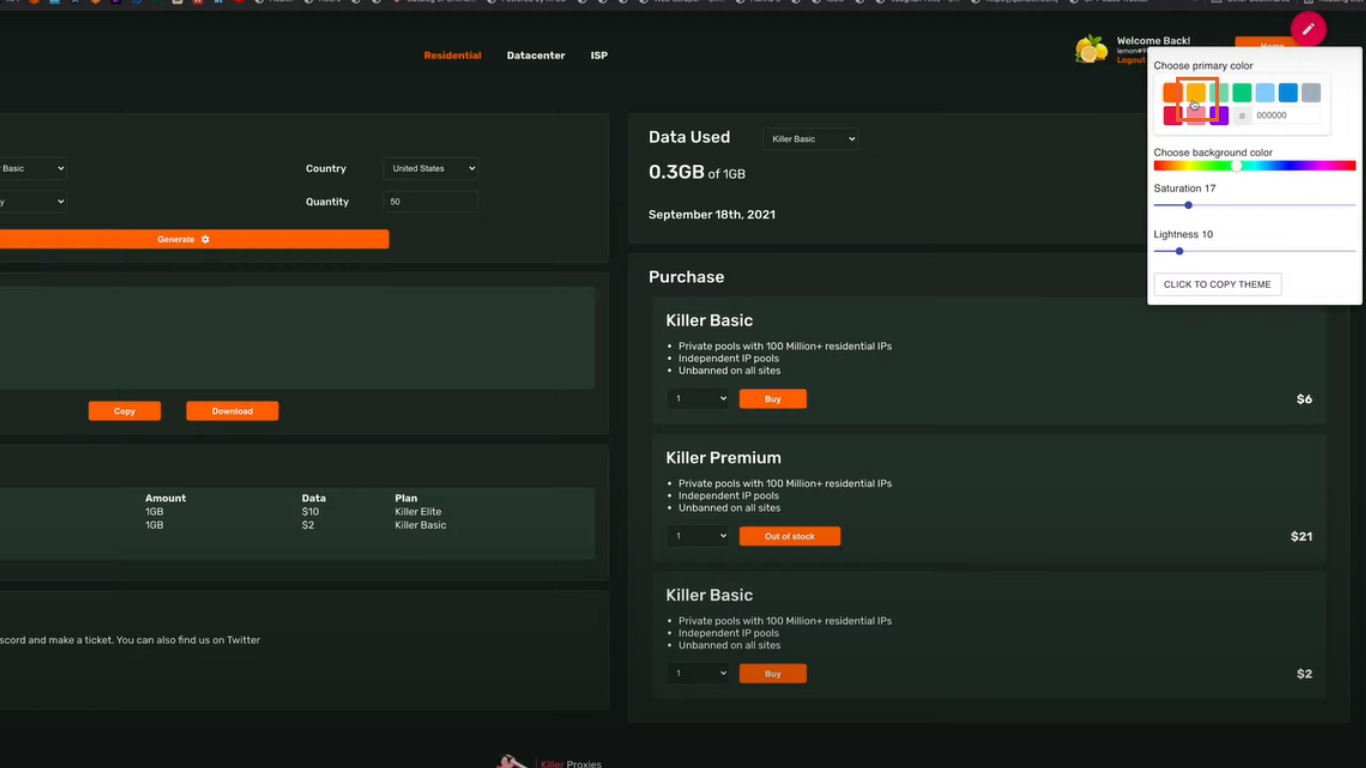 Residential
Datacenter
ISP
Welcome Back!
Logout
Choose primary color
# 000000
Choose background color
Saturation 17
Lightness 10
CLICK TO COPY THEME
Basic
Country
United States
Quantity
50
Generate
Copy
Download
Amount Data Plan
1GB $10 Killer Elite
1GB $2 Killer Basic
scord and make a ticket. You can also find us on Twitter
Data Used
Killer Basic
0.3GB of 1GB
September 18th, 2021
Purchase
Killer Basic
Private pools with 100 Million+ residential IPs
Independent IP pools
Unbanned on all sites
1
Buy
$6
Killer Premium
Private pools with 100 Million+ residential IPs
Independent IP pools
Unbanned on all sites
1
Out of stock
$21
Killer Basic
Private pools with 100 Million+ residential IPs
Independent IP pools
Unbanned on all sites
1
Buy
$2
Killer Proxies